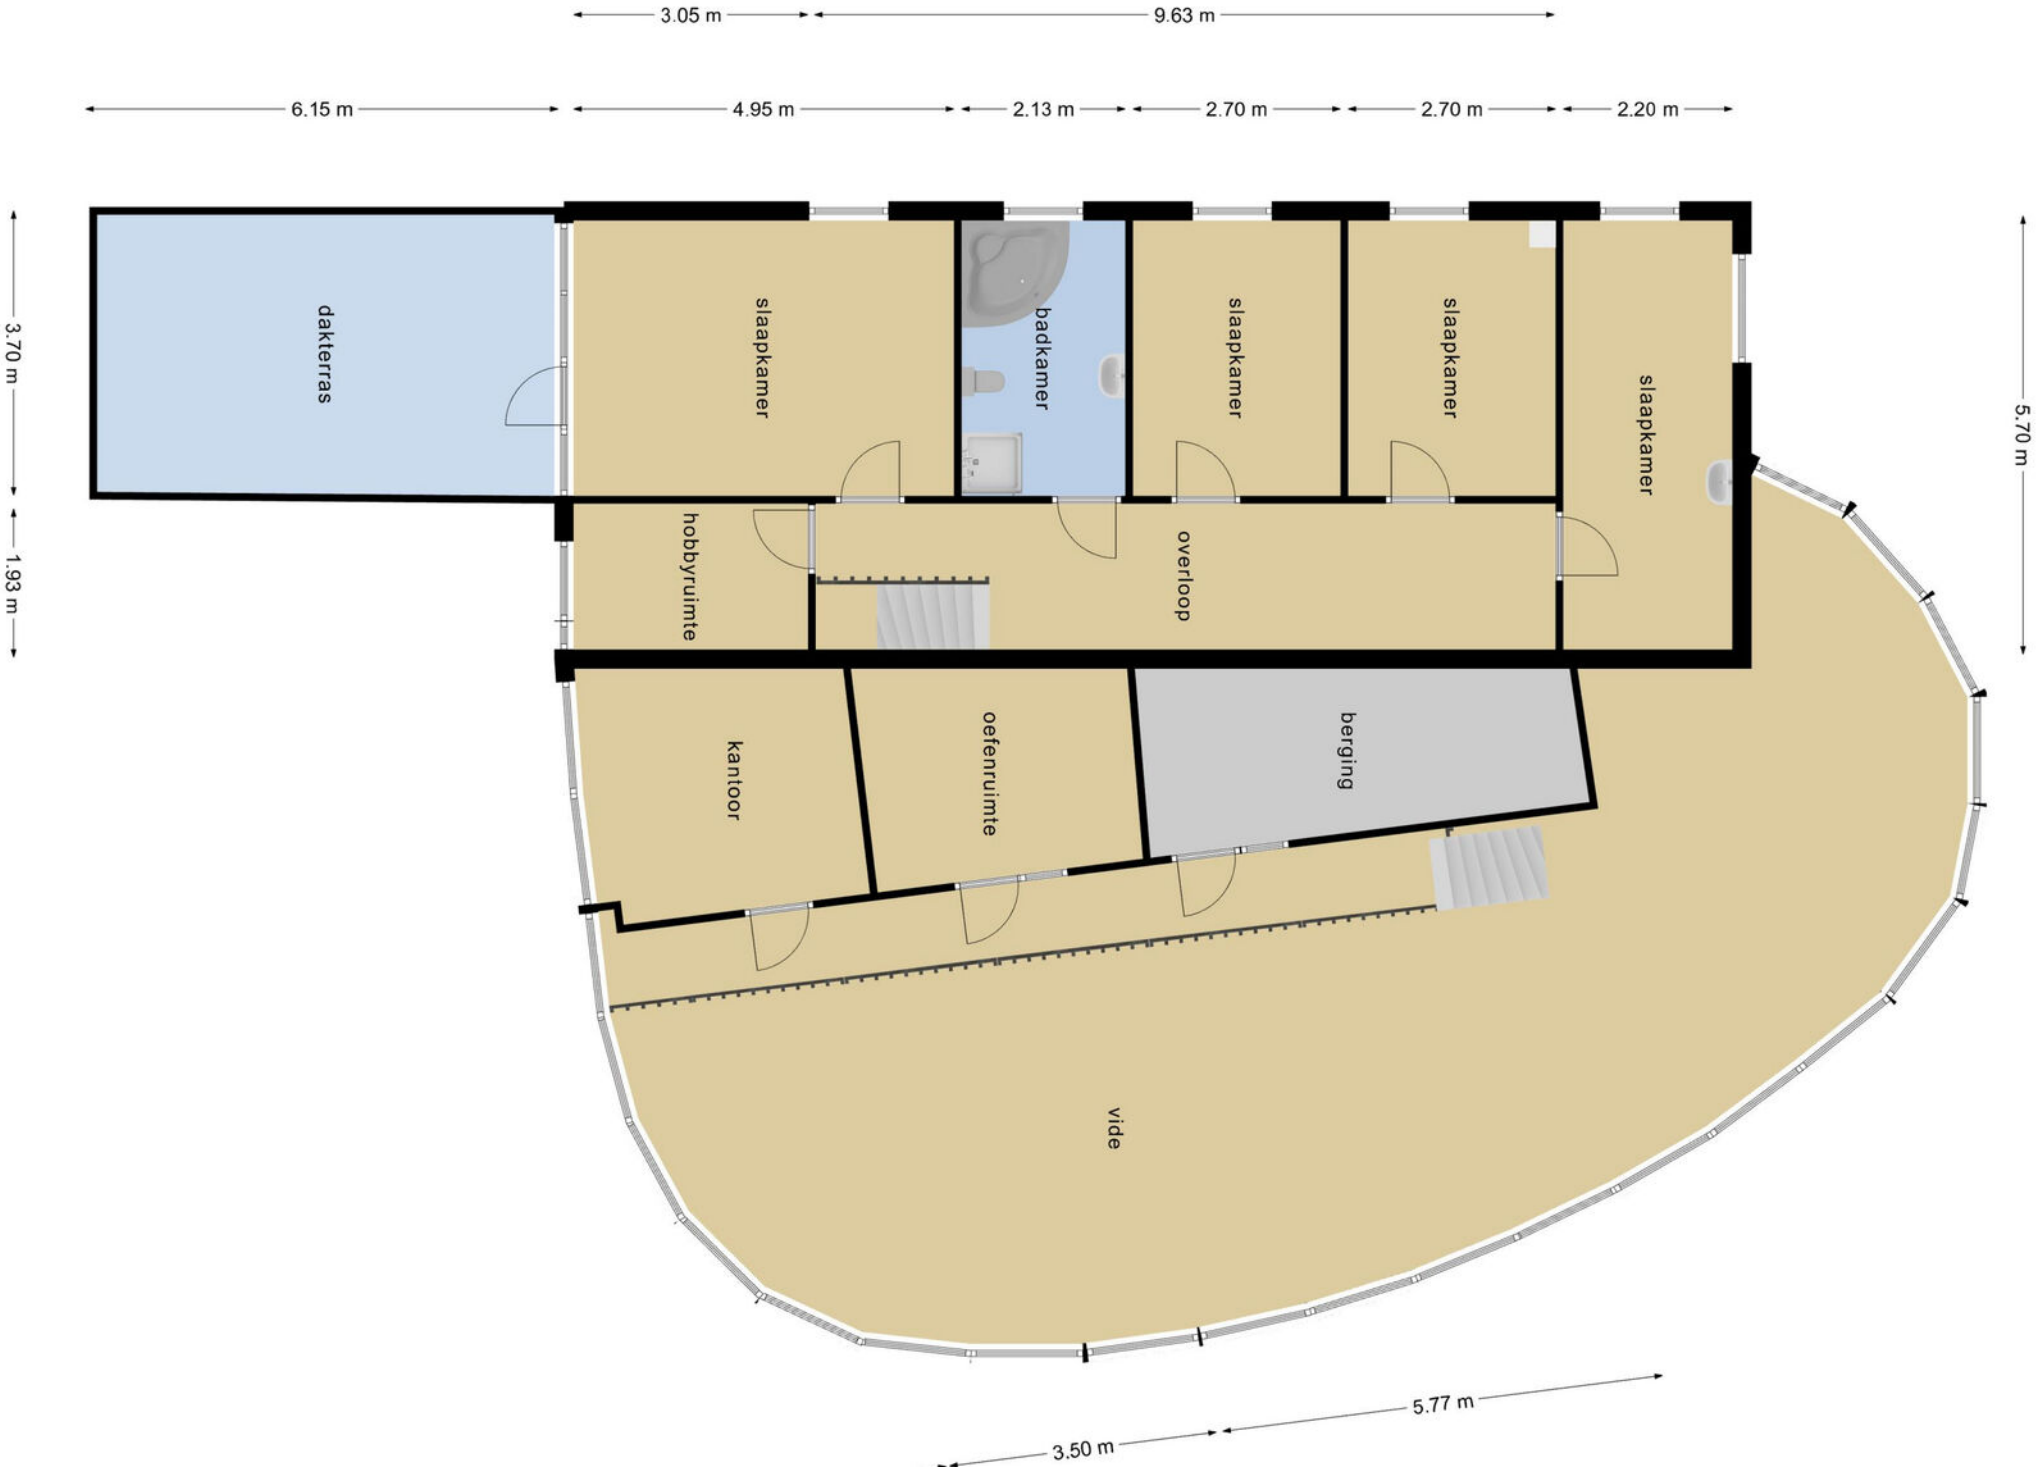 3.05 m
9.63 m
6.15 m
4.95 m
2.13 m
2.70 m
2.70 m
2.20 m
3.70 m
1.93 m
5.70 m
dakterras
slaapkamer
badkamer
slaapkamer
slaapkamer
slaapkamer
hobbyruimte
overloop
kantoor
oefenruimte
berging
vide
5.77 m
3.50 m